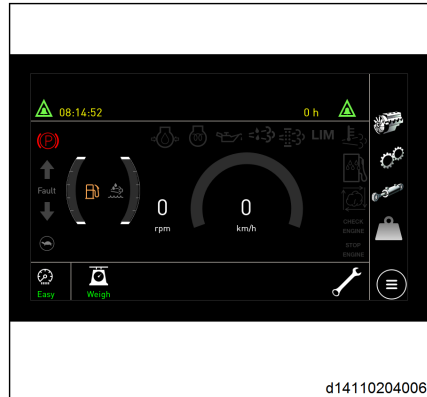 08:14:52
0 h
(P)
LIM
Fault
0
rpm
0
km/h
CHECK
ENGINE
STOP
ENGINE
Easy
Weigh
d14110204006